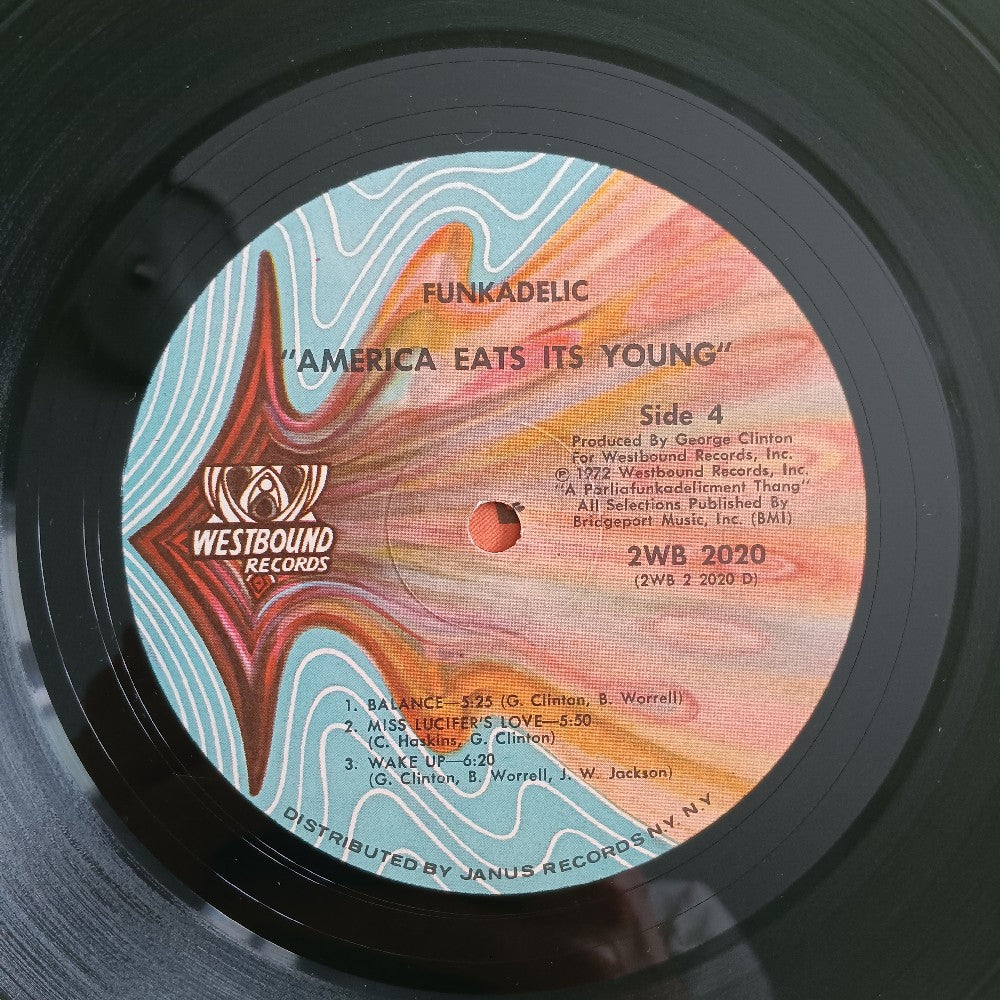 FUNKADELIC
"AMERICA EATS ITS YOUNG"
Side 4
Produced By George Clinton
For Westbound Records, Inc.
℗ 1972 Westbound Records, Inc.
"A Parliafunkadelicment Thang"
All Selections Published By
Bridgeport Music, Inc. (BMI)
WESTBOUND
RECORDS
2WB 2020
(2WB 2 2020 D)
1. BALANCE—5:25 (G. Clinton, B. Worrell)
2. MISS LUCIFER'S LOVE—5:50
(C. Haskins, G. Clinton)
3. WAKE UP—6:20
(G. Clinton, B. Worrell, J. W. Jackson)
DISTRIBUTED BY JANUS RECORDS N.Y. N.Y